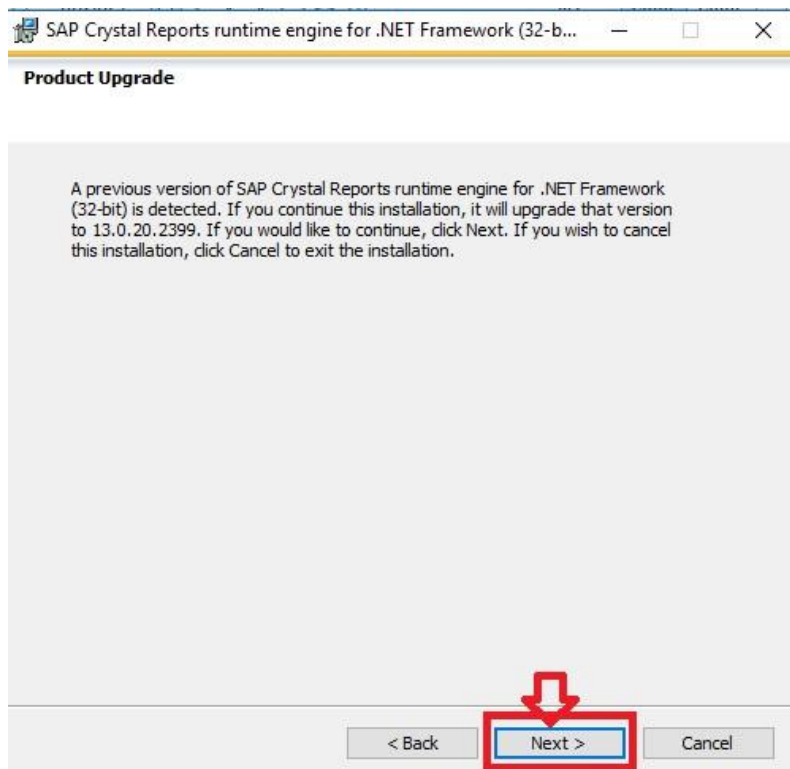 SAP Crystal Reports runtime engine for .NET Framework (32-b...
Product Upgrade
A previous version of SAP Crystal Reports runtime engine for .NET Framework
(32-bit) is detected. If you continue this installation, it will upgrade that version
to 13.0.20.2399. If you would like to continue, click Next. If you wish to cancel
this installation, click Cancel to exit the installation.
< Back Next > Cancel